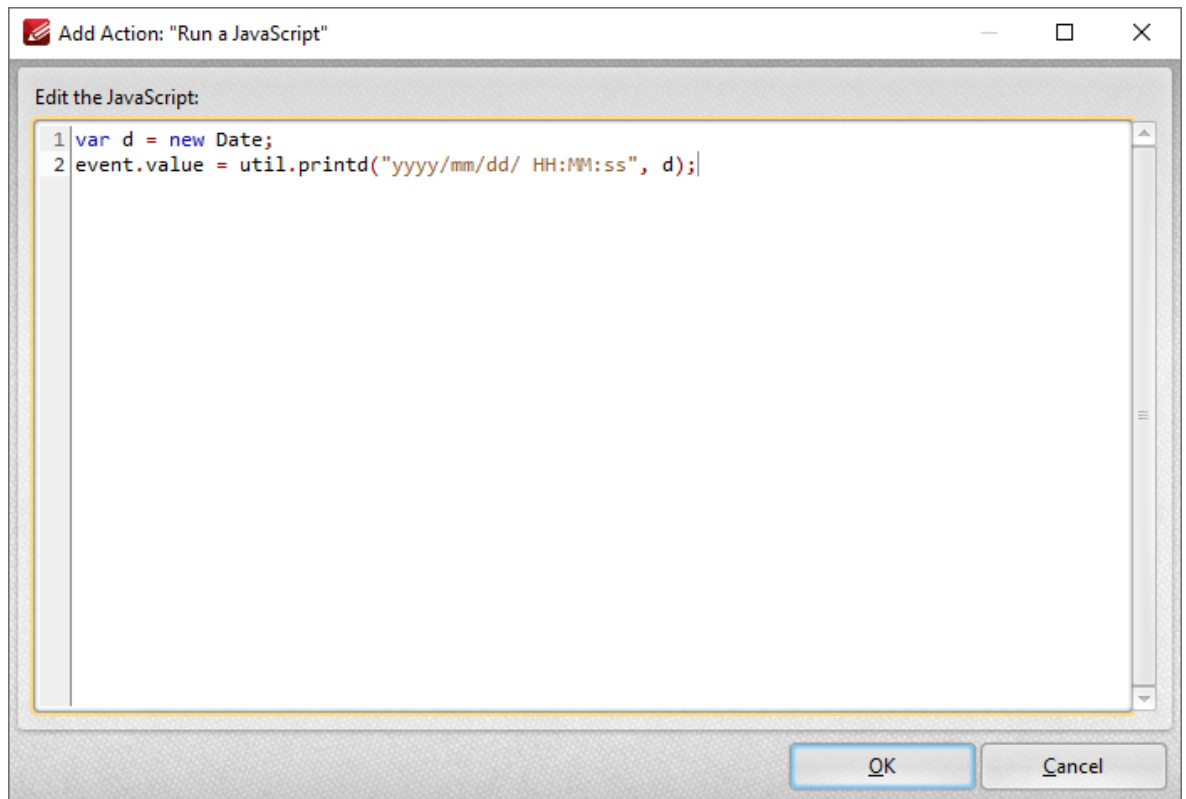 Add Action: "Run a JavaScript"
Edit the JavaScript:
1 var d = new Date;
2 event.value = util.printd("yyyy/mm/dd/ HH:MM:ss", d);
OK Cancel